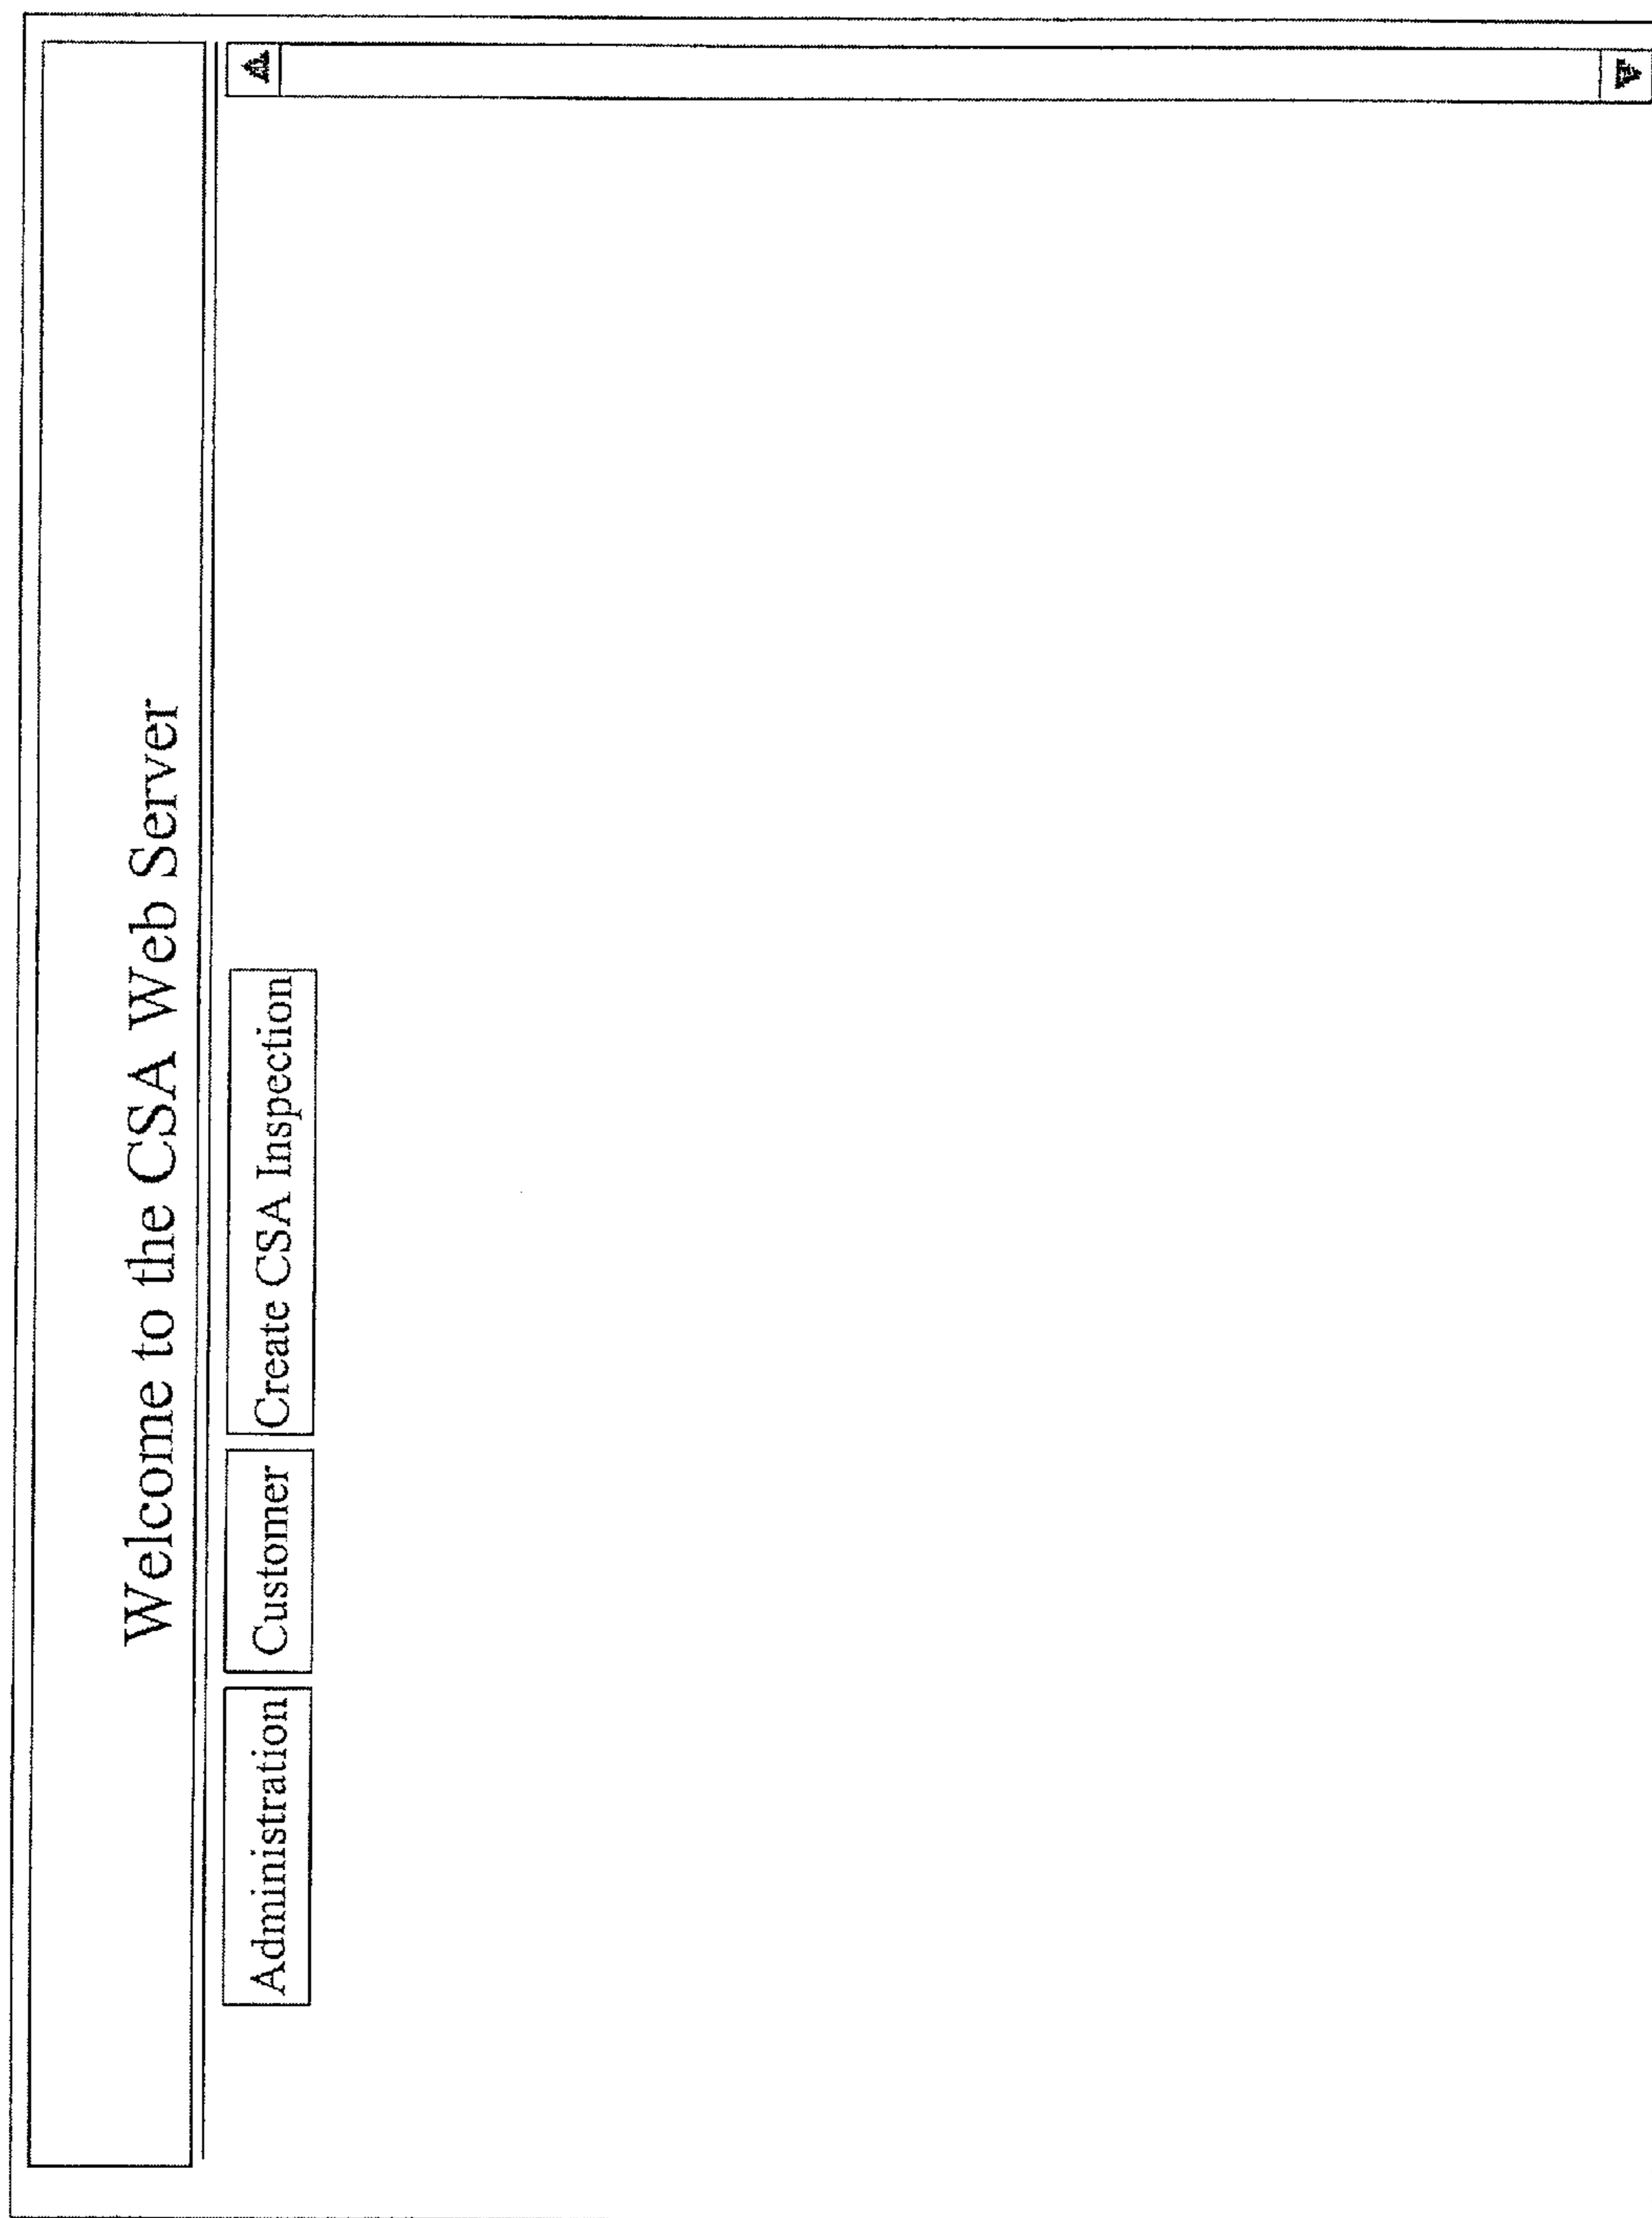 Welcome to the CSA Web Server
Administration
Customer
Create CSA Inspection